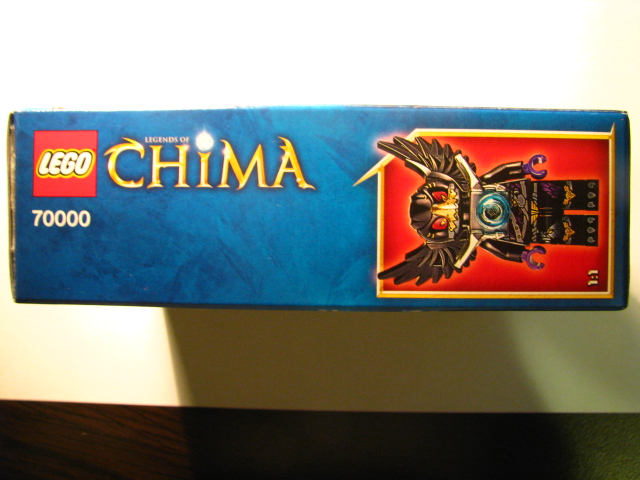 LEGO
LEGENDS OF
CHIMA
70000
1:1